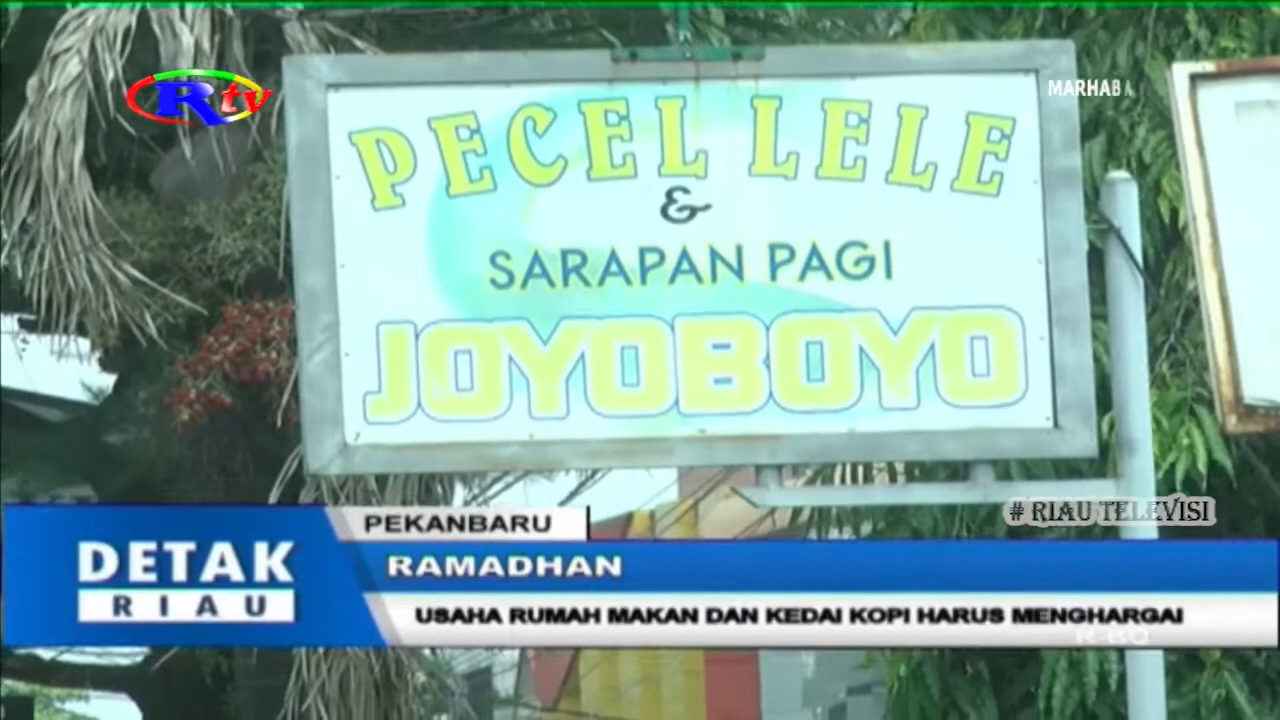 Rtv
MARHABA
PECEL LELE
&
SARAPAN PAGI
JOYOBOYO
# RIAU TELEVISI
PEKANBARU
DETAK
RIAU
RAMADHAN
USAHA RUMAH MAKAN DAN KEDAI KOPI HARUS MENGHARGAI